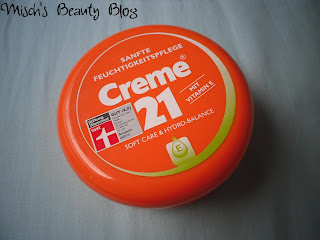 Misch's Beauty Blog
SANFTE
FEUCHTIGKEITSPFLEGE
Creme®
21
MIT
VITAMIN E
SOFT CARE & HYDRO-BALANCE
E